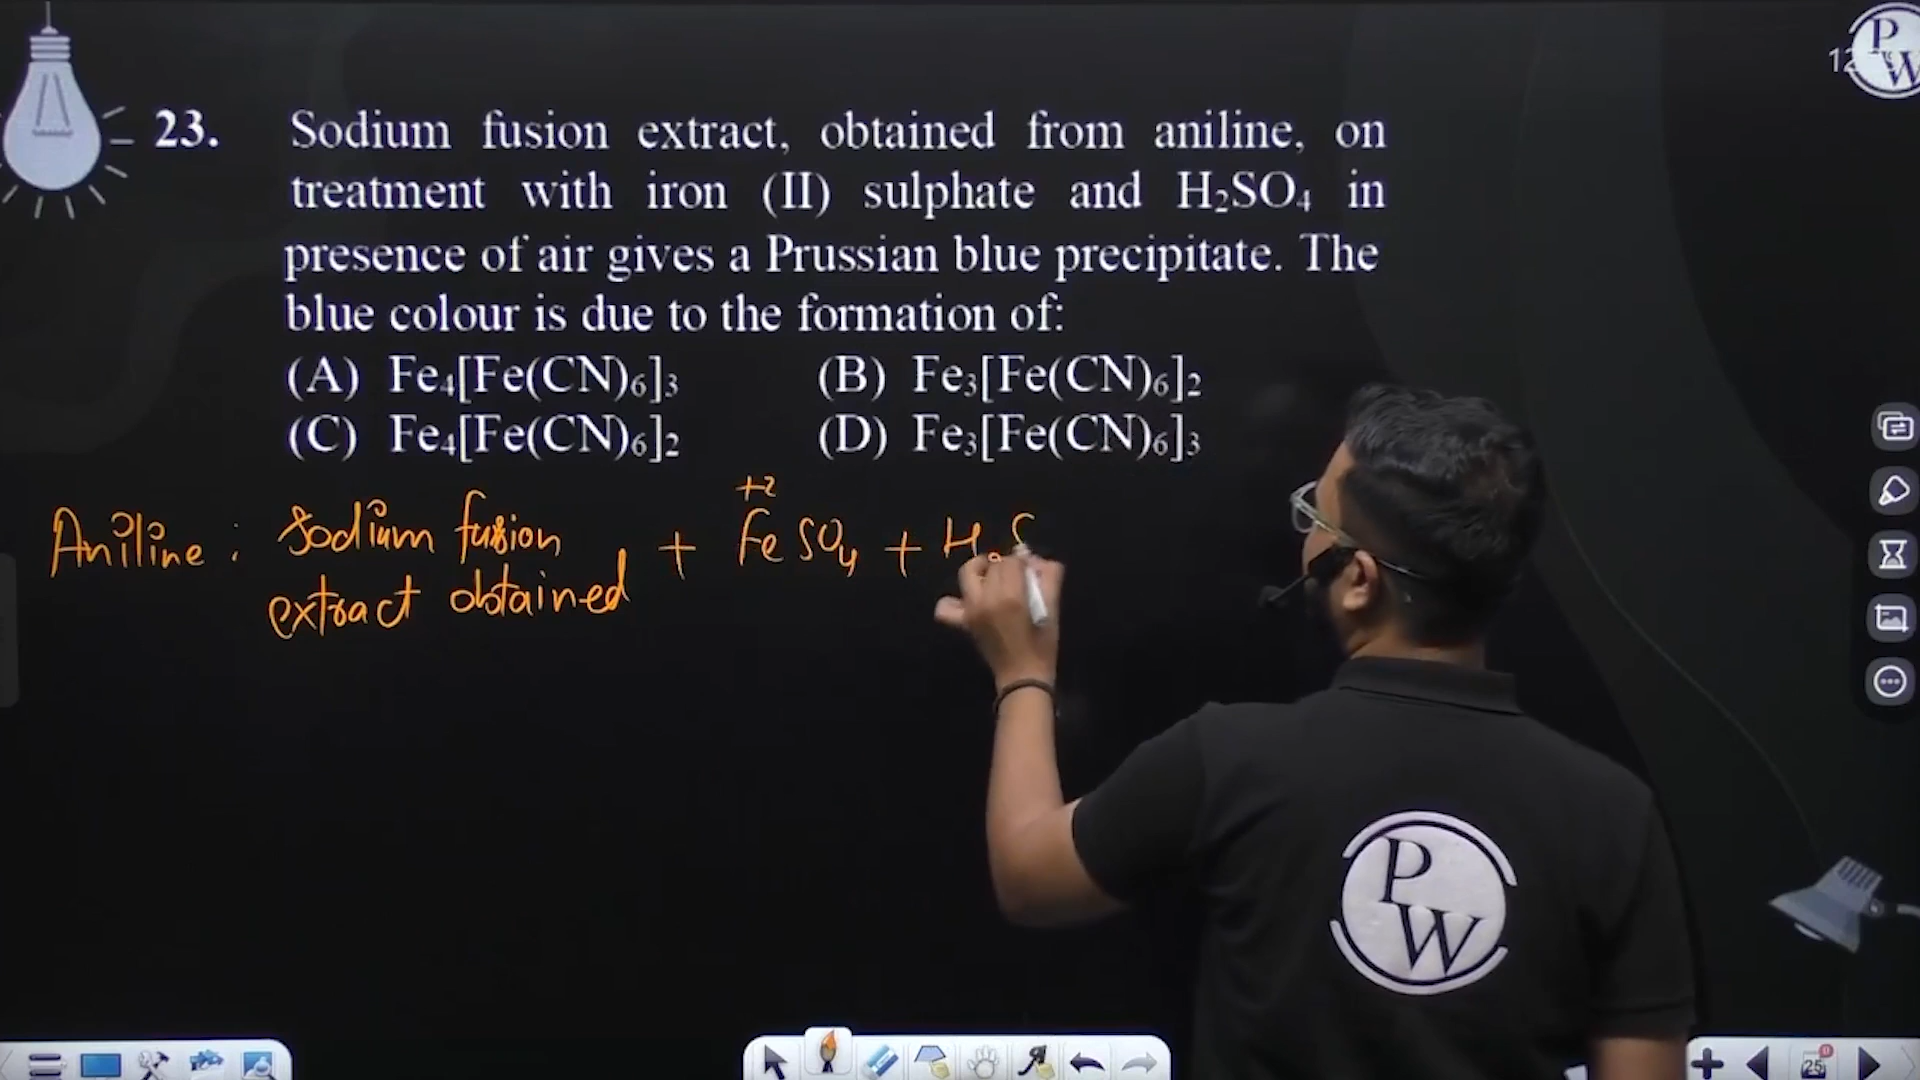 P
W
23. Sodium fusion extract, obtained from aniline, on
treatment with iron (II) sulphate and H₂SO₄ in
presence of air gives a Prussian blue precipitate. The
blue colour is due to the formation of:
(A) Fe₄[Fe(CN)₆]₃ (B) Fe₃[Fe(CN)₆]₂
(C) Fe₄[Fe(CN)₆]₂ (D) Fe₃[Fe(CN)₆]₃
+2
Aniline : Sodium fusion + FeSO₄ + H₂S
extract obtained
P
W
25